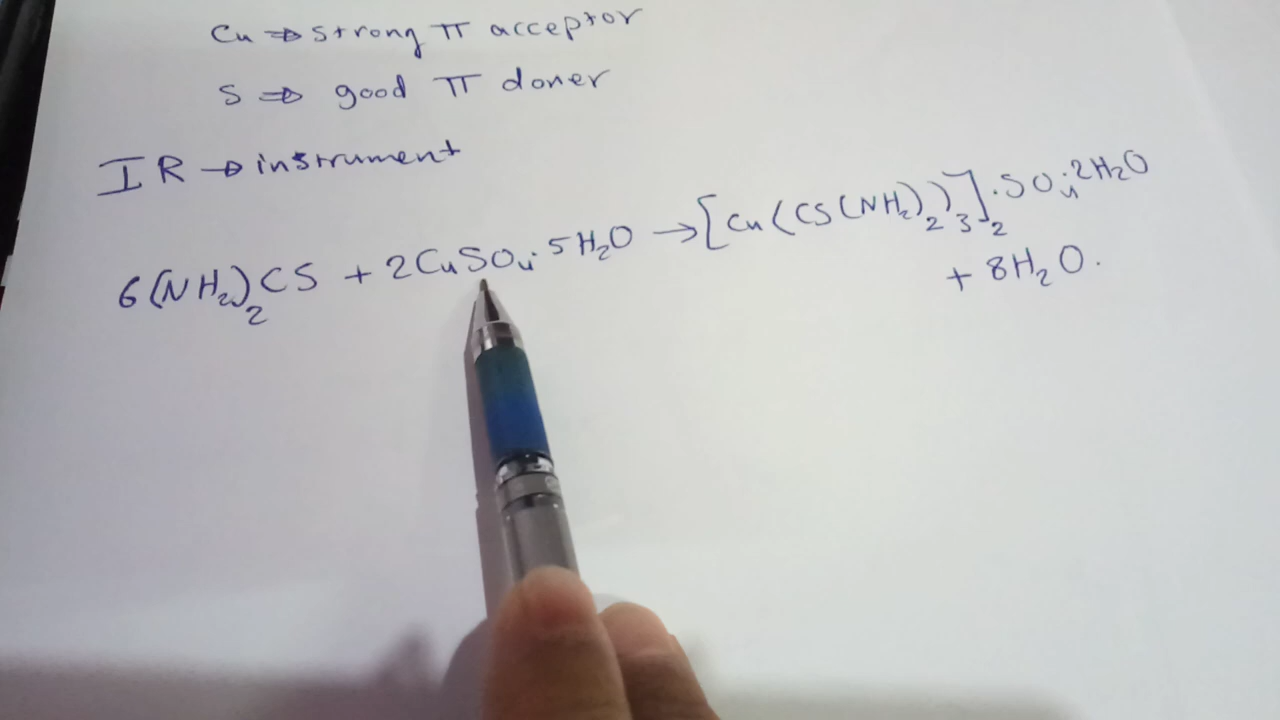 Cu ⇒ strong π acceptor
S ⇒ good π doner
IR → instrument
6(NH₂)₂CS + 2CuSO₄·5H₂O → [Cu(CS(NH₂)₂)₃]₂·SO₄·2H₂O
+ 8H₂O.